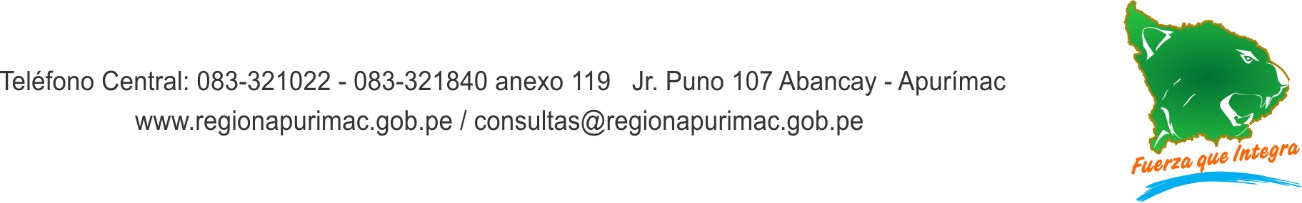 Teléfono Central: 083-321022 - 083-321840 anexo 119   Jr. Puno 107 Abancay - Apurímac
www.regionapurimac.gob.pe / consultas@regionapurimac.gob.pe
Fuerza que Integra